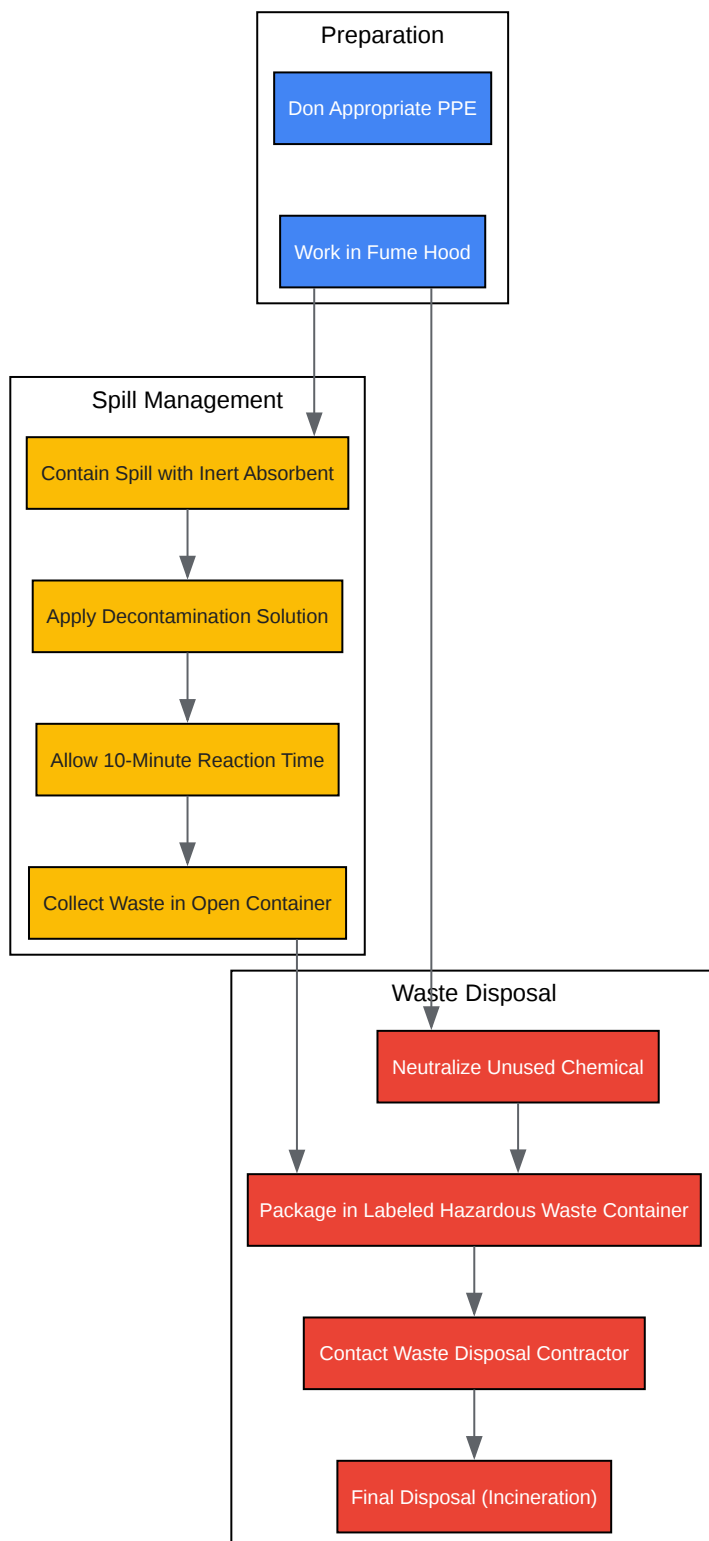 Preparation
Don Appropriate PPE
Work in Fume Hood
Spill Management
Contain Spill with Inert Absorbent
Apply Decontamination Solution
Allow 10-Minute Reaction Time
Collect Waste in Open Container
Waste Disposal
Neutralize Unused Chemical
Package in Labeled Hazardous Waste Container
Contact Waste Disposal Contractor
Final Disposal (Incineration)